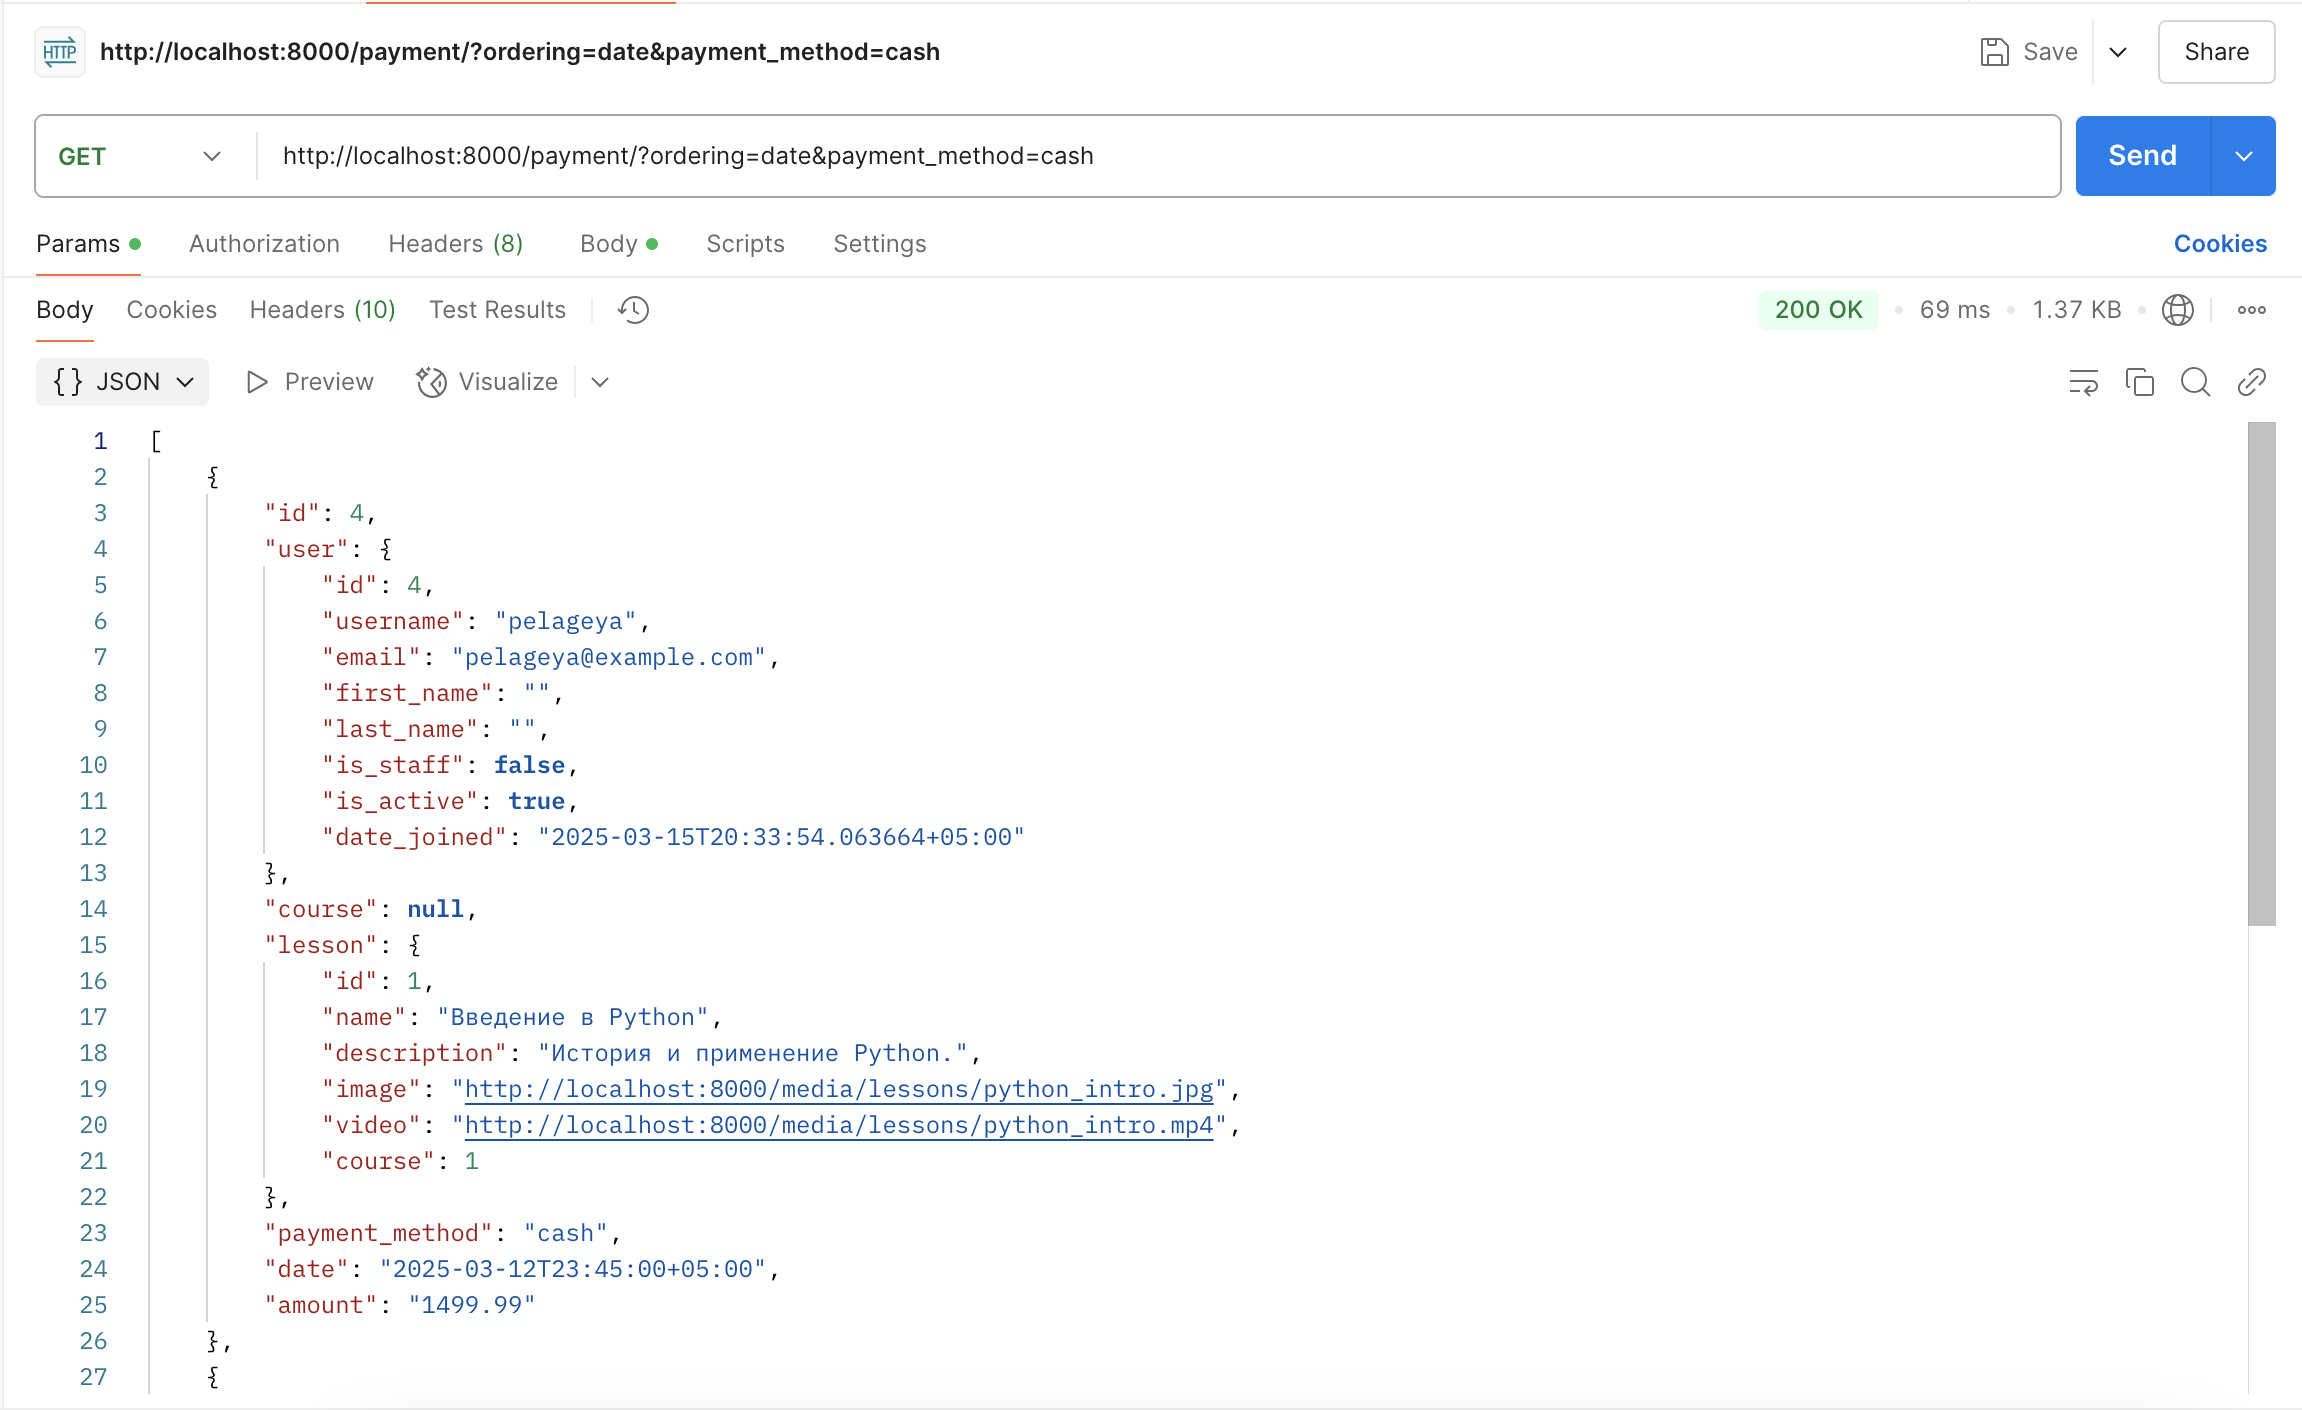 HTTP http://localhost:8000/payment/?ordering=date&payment_method=cash Save Share
GET http://localhost:8000/payment/?ordering=date&payment_method=cash Send
Params Authorization Headers (8) Body Scripts Settings Cookies
Body Cookies Headers (10) Test Results 200 OK • 69 ms • 1.37 KB •
{} JSON Preview Visualize
1 [
2 {
3 "id": 4,
4 "user": {
5 "id": 4,
6 "username": "pelageya",
7 "email": "pelageya@example.com",
8 "first_name": "",
9 "last_name": "",
10 "is_staff": false,
11 "is_active": true,
12 "date_joined": "2025-03-15T20:33:54.063664+05:00"
13 },
14 "course": null,
15 "lesson": {
16 "id": 1,
17 "name": "Введение в Python",
18 "description": "История и применение Python.",
19 "image": "http://localhost:8000/media/lessons/python_intro.jpg",
20 "video": "http://localhost:8000/media/lessons/python_intro.mp4",
21 "course": 1
22 },
23 "payment_method": "cash",
24 "date": "2025-03-12T23:45:00+05:00",
25 "amount": "1499.99"
26 },
27 {